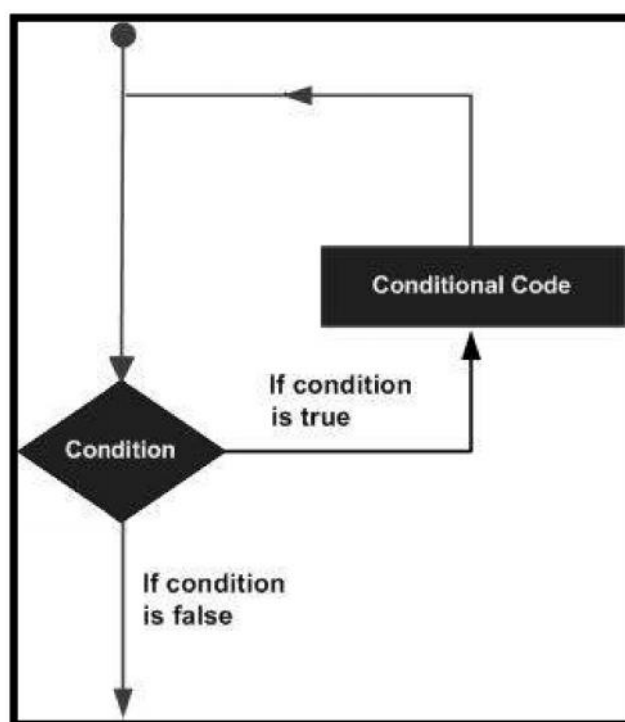 Conditional Code
If condition
is true
Condition
If condition
is false